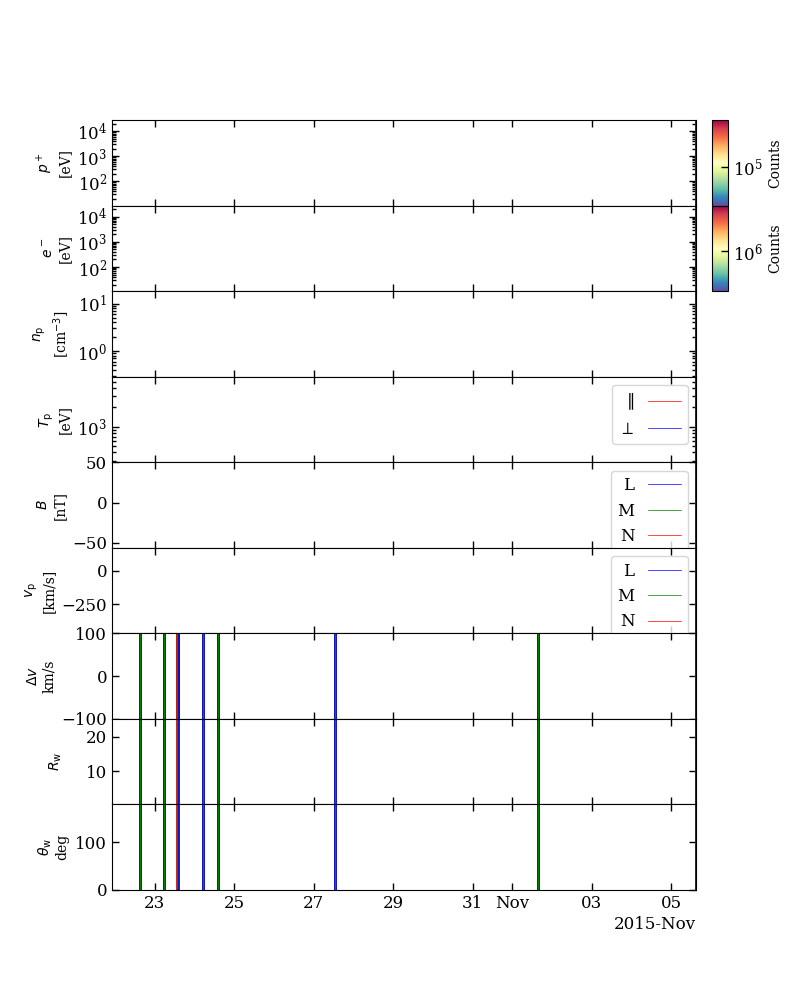 10^4
10^3
10^2
p^+
[eV]
10^5
Counts
10^4
10^3
10^2
e^−
[eV]
10^6
Counts
10^1
10^0
n_p
[cm^−3]
10^3
T_p
[eV]
∥
⊥
50
0
−50
B
[nT]
L
M
N
0
−250
v_p
[km/s]
L
M
N
100
0
−100
Δv
km/s
20
10
R_w
100
0
θ_w
deg
23 25 27 29 31 Nov 03 05
2015-Nov